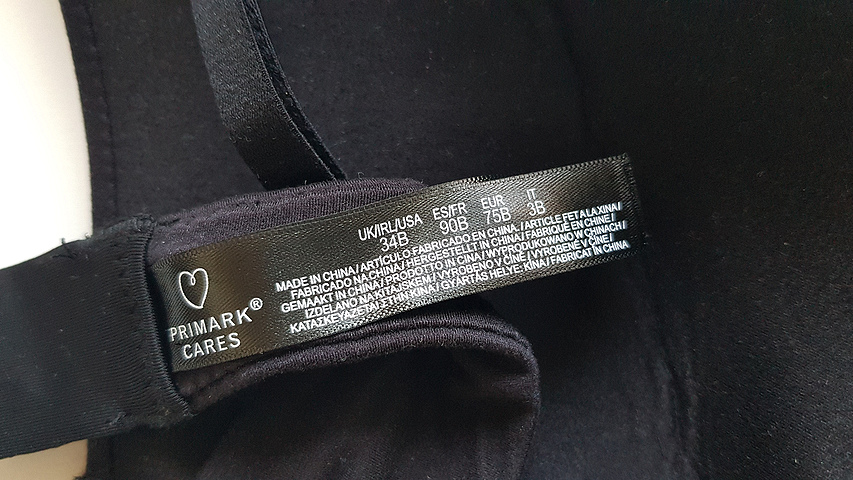 PRIMARK®
CARES
UK/IRL/USA ES/FR EUR IT
34B 90B 75B 3B
MADE IN CHINA / ARTÍCULO FABRICADO EN CHINA / ARTICLE FET A LA XINA /
FABRICADO NA CHINA / HERGESTELLT IN CHINA / FABRIQUÉ EN CHINE /
GEMAAKT IN CHINA / PRODOTTO IN CINA / WYPRODUKOWANO W CHINACH /
IZDELANO NA KITAJSKEM / VYROBENO V ČÍNĚ / VYROBENÉ V ČÍNE /
ΚΑΤΑΣΚΕΥΑΖΕΤΑΙ ΣΤΗΝ ΚΙΝΑ / GYÁRTÁS HELYE: KÍNA / FABRICAT ÎN CHINA